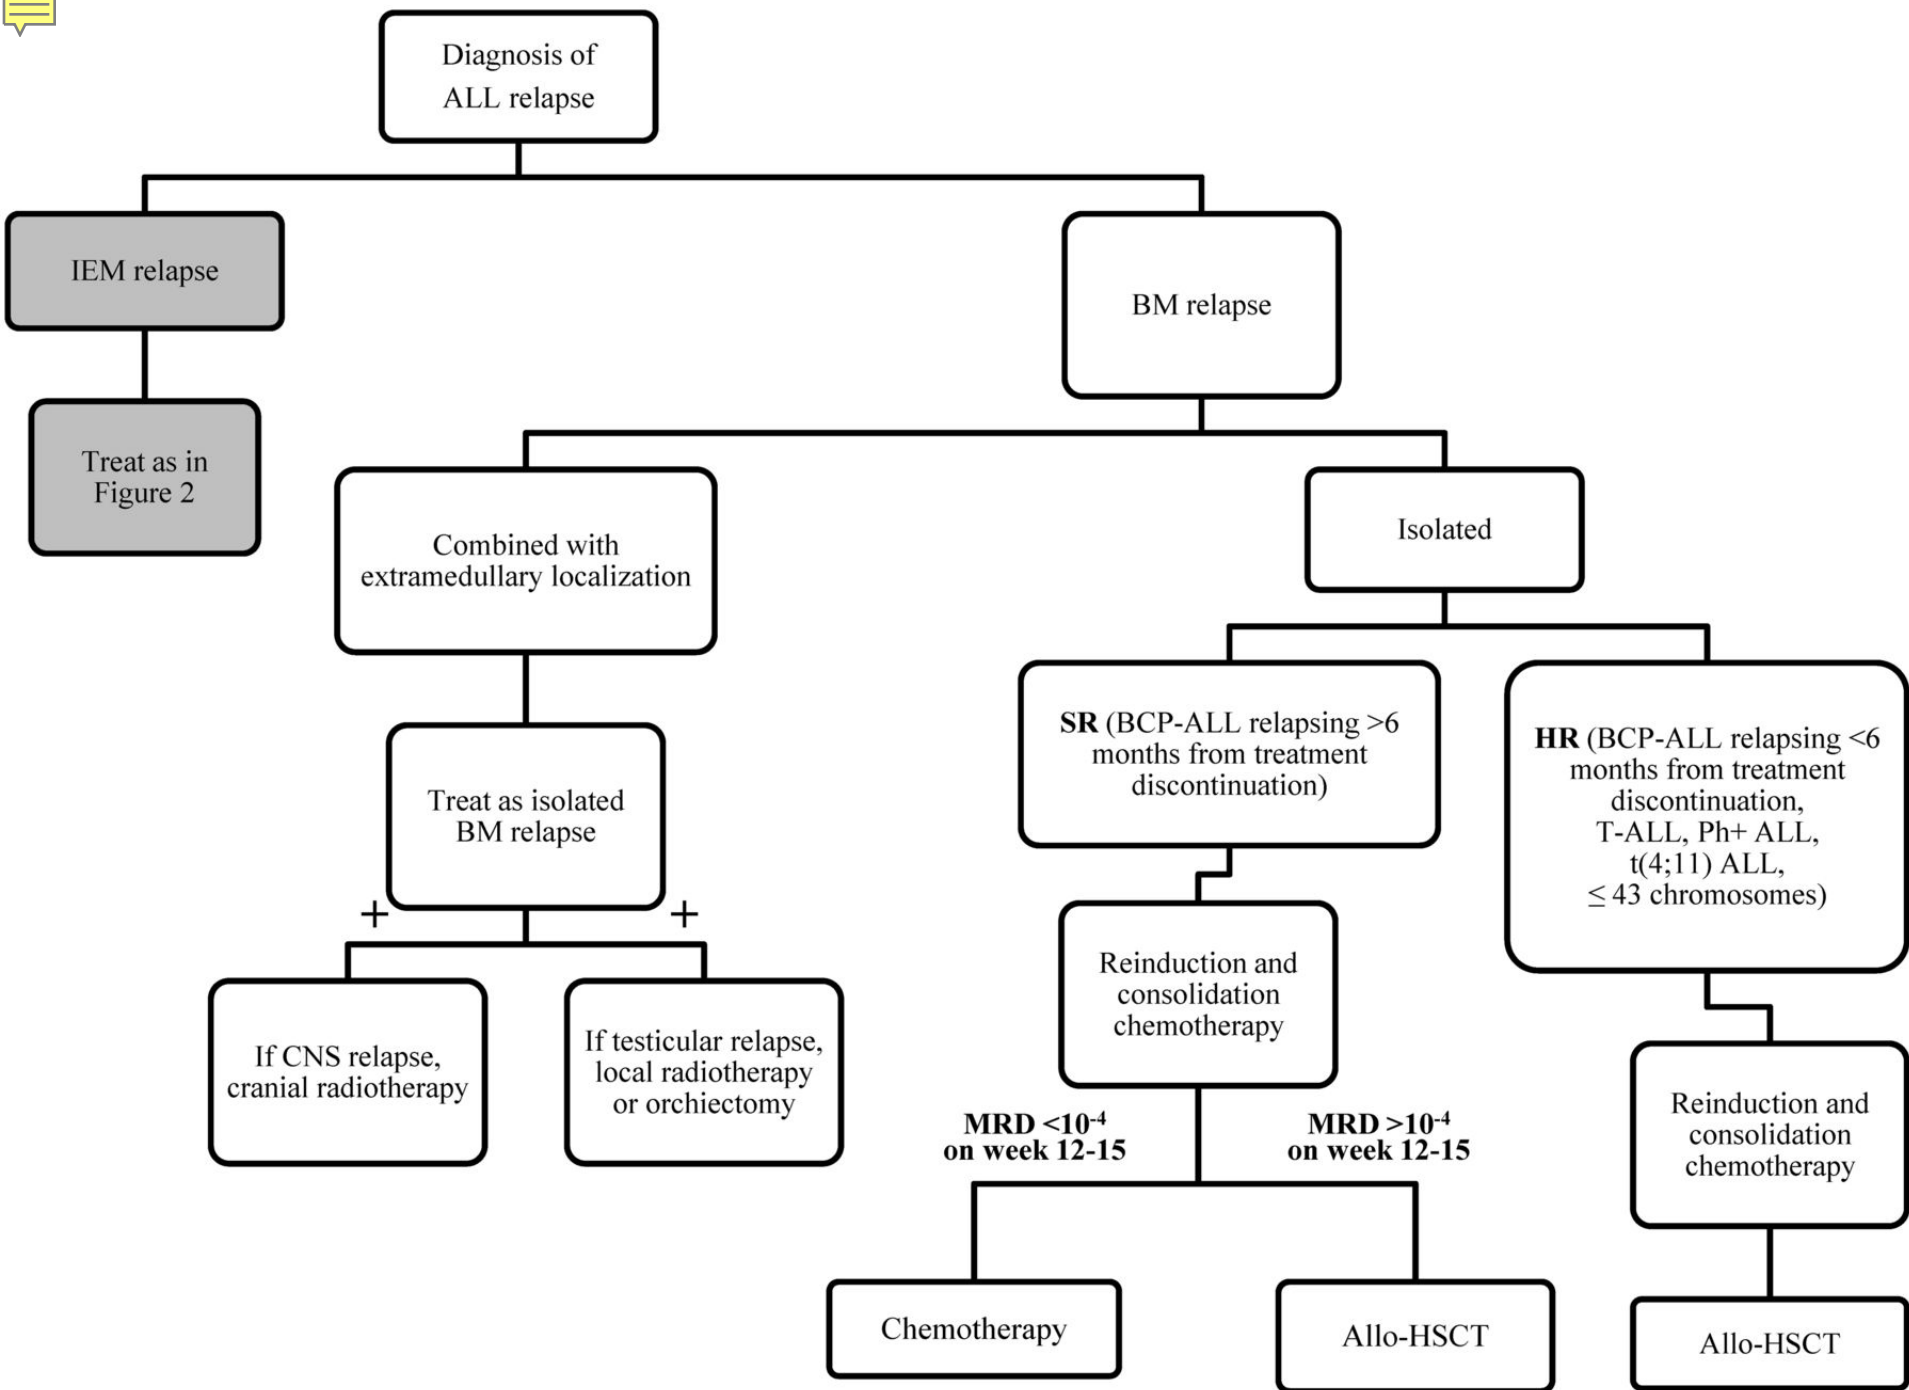 Diagnosis of
ALL relapse
IEM relapse
BM relapse
Treat as in
Figure 2
Combined with
extramedullary localization
Isolated
Treat as isolated
BM relapse
SR (BCP-ALL relapsing >6
months from treatment
discontinuation)
HR (BCP-ALL relapsing <6
months from treatment
discontinuation,
T-ALL, Ph+ ALL,
t(4;11) ALL,
≤ 43 chromosomes)
+
+
If CNS relapse,
cranial radiotherapy
If testicular relapse,
local radiotherapy
or orchiectomy
Reinduction and
consolidation
chemotherapy
Reinduction and
consolidation
chemotherapy
MRD <10⁻⁴
on week 12-15
MRD >10⁻⁴
on week 12-15
Chemotherapy
Allo-HSCT
Allo-HSCT